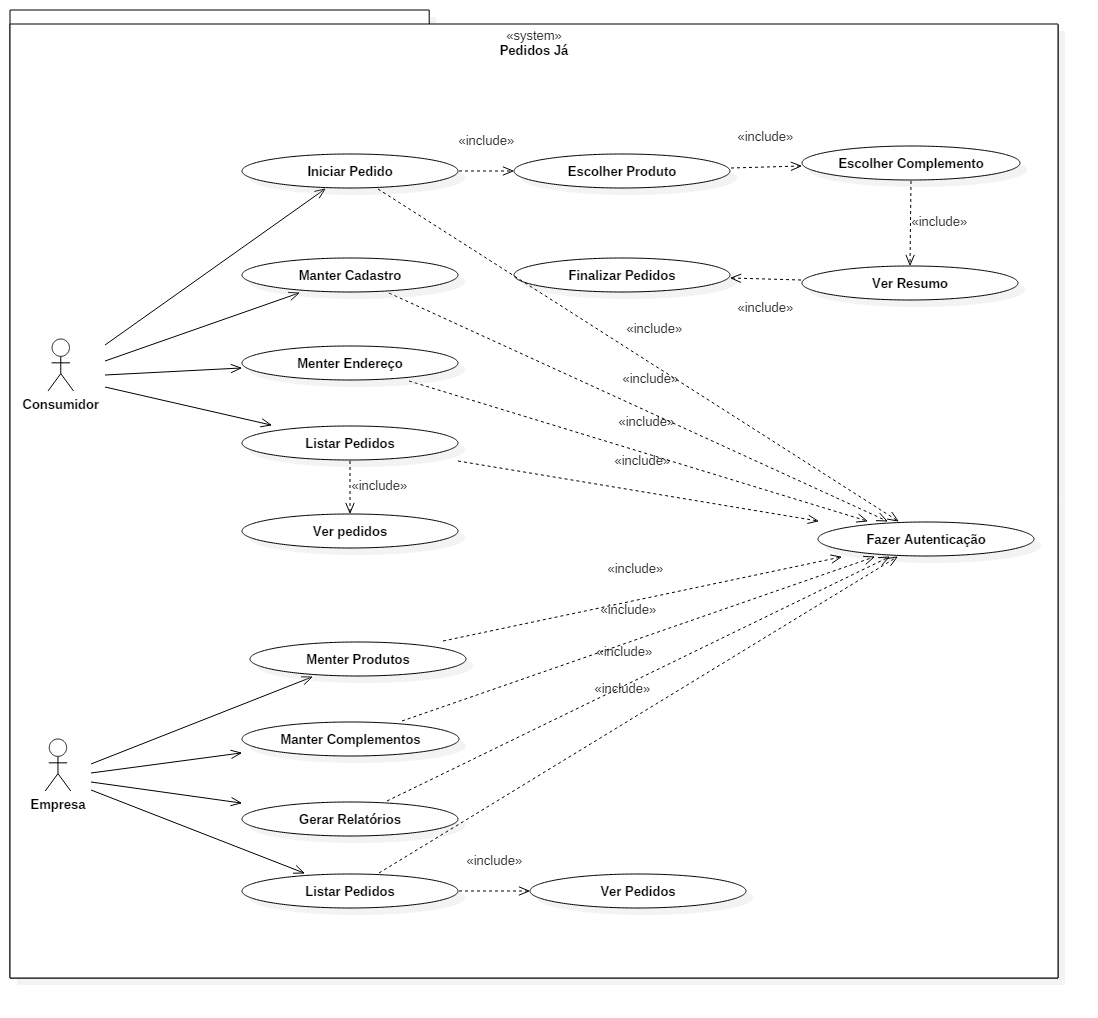 «system»
Pedidos Já
«include»
«include»
Iniciar Pedido
Escolher Produto
Escolher Complemento
«include»
Manter Cadastro
Finalizar Pedidos
Ver Resumo
«include»
«include»
Menter Endereço
«include»
Consumidor
«include»
Listar Pedidos
«include»
«include»
Ver pedidos
Fazer Autenticação
«include»
«include»
Menter Produtos
«include»
«include»
Manter Complementos
Empresa
Gerar Relatórios
«include»
Listar Pedidos
Ver Pedidos